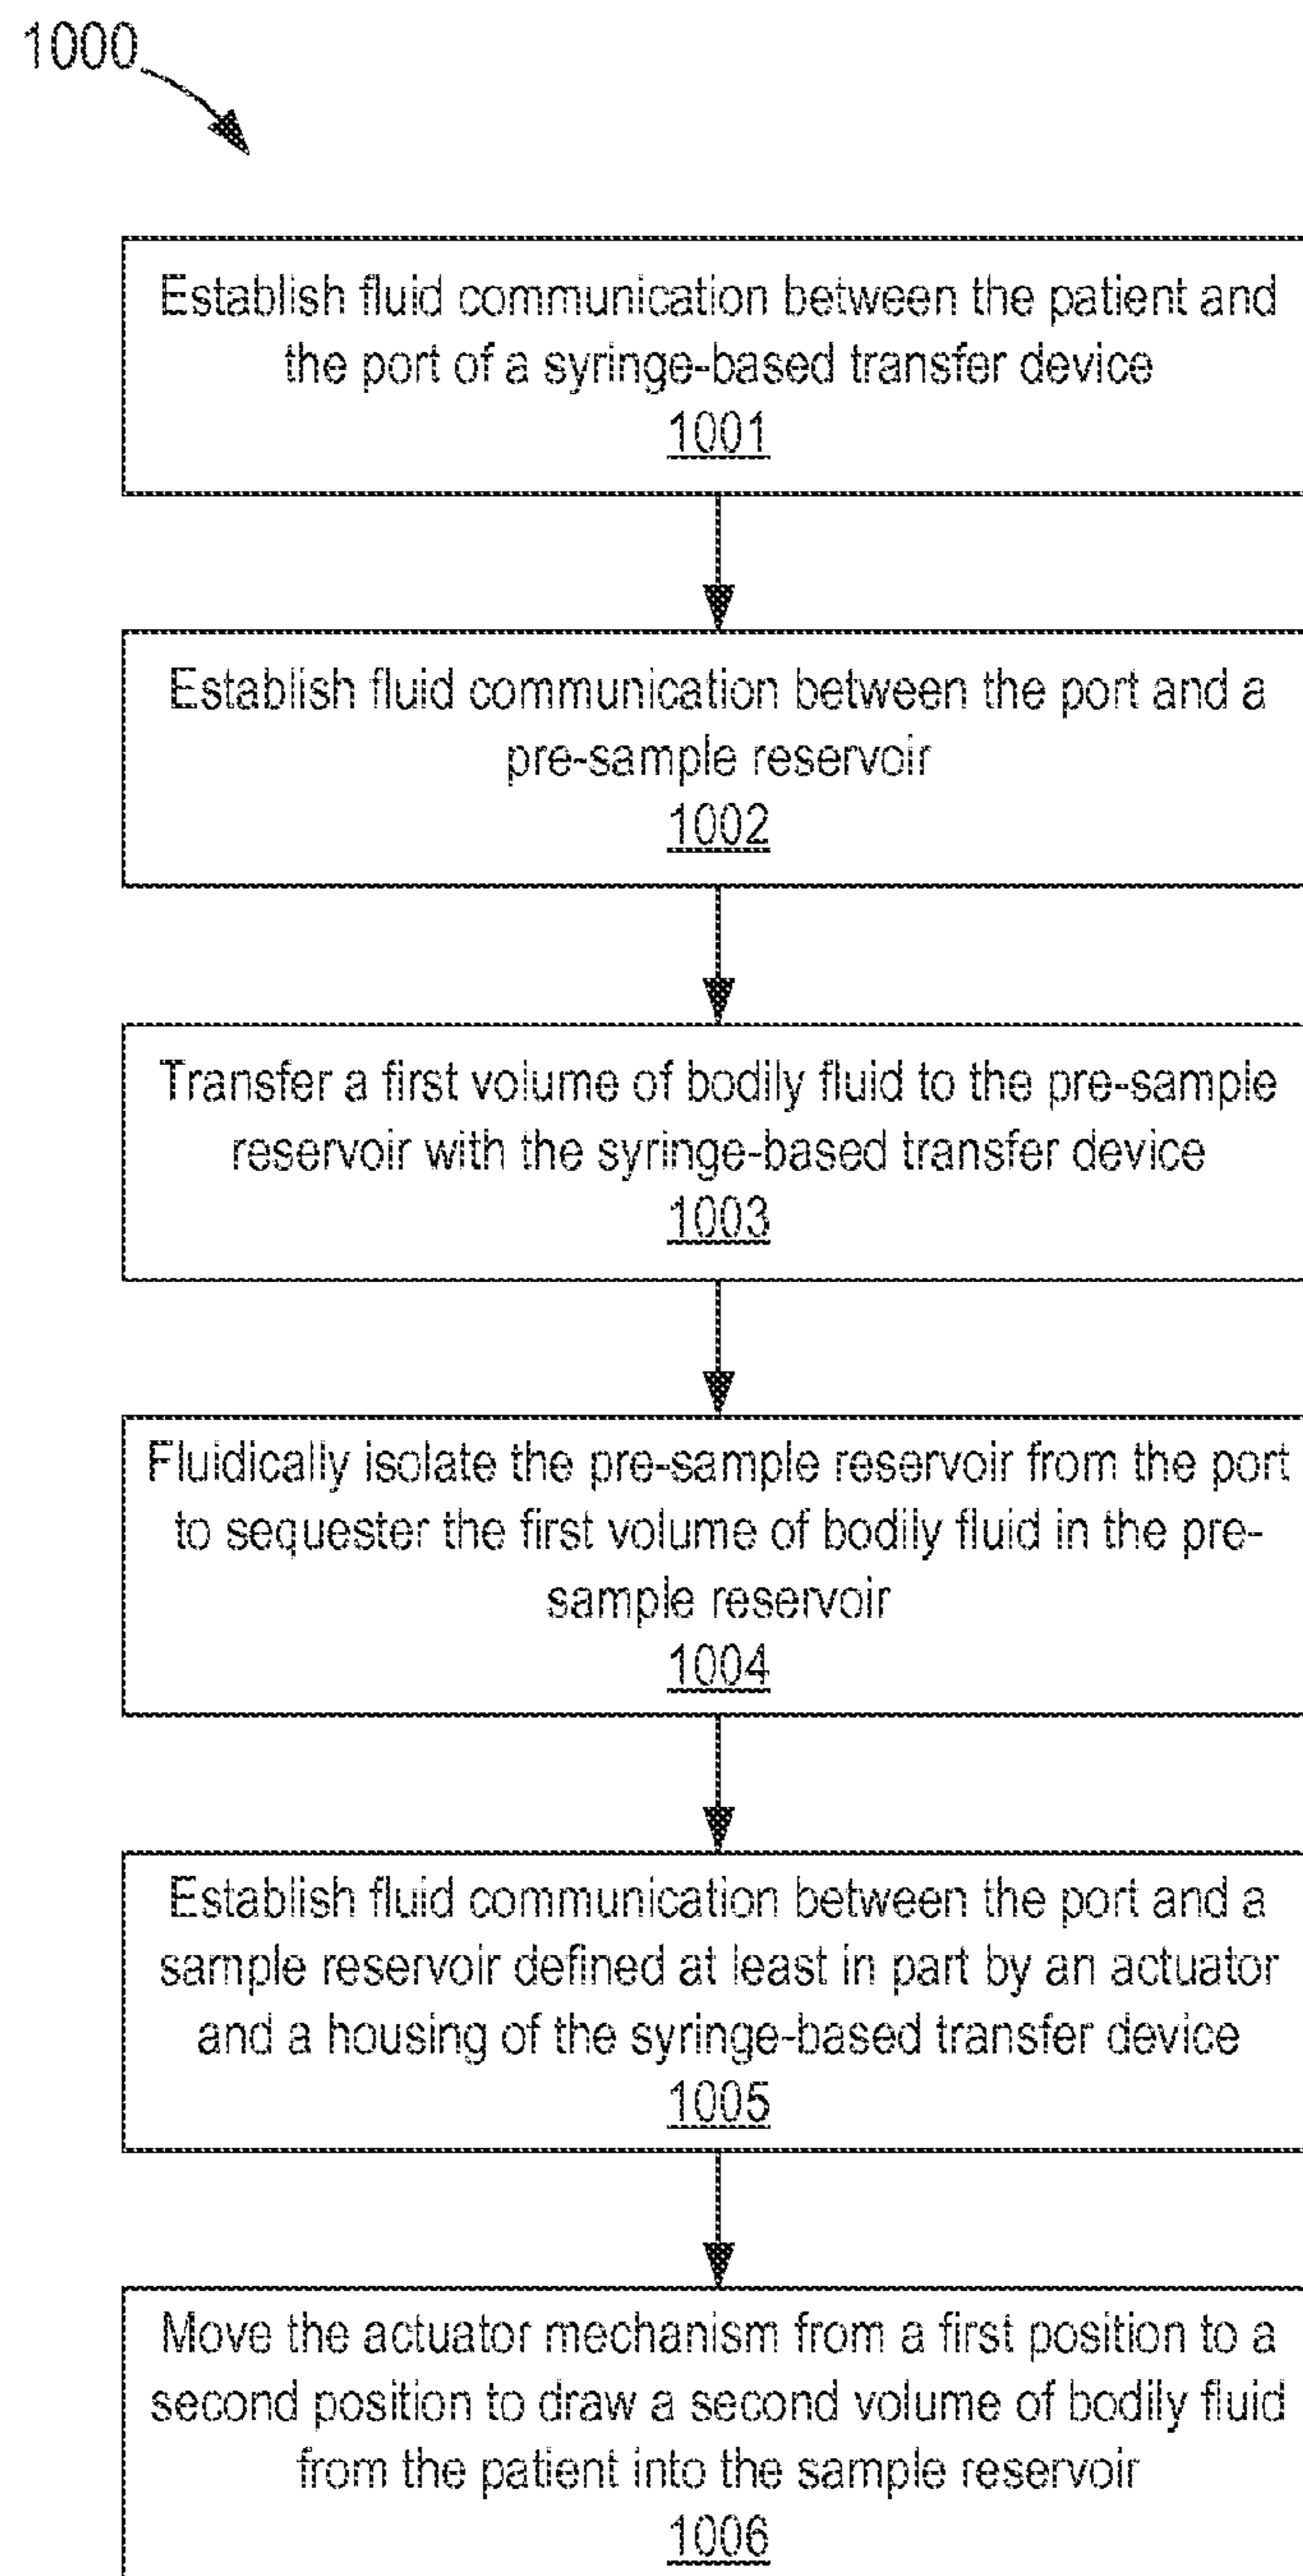 1000
Establish fluid communication between the patient and
the port of a syringe-based transfer device
1001
Establish fluid communication between the port and a
pre-sample reservoir
1002
Transfer a first volume of bodily fluid to the pre-sample
reservoir with the syringe-based transfer device
1003
Fluidically isolate the pre-sample reservoir from the port
to sequester the first volume of bodily fluid in the pre-
sample reservoir
1004
Establish fluid communication between the port and a
sample reservoir defined at least in part by an actuator
and a housing of the syringe-based transfer device
1005
Move the actuator mechanism from a first position to a
second position to draw a second volume of bodily fluid
from the patient into the sample reservoir
1006